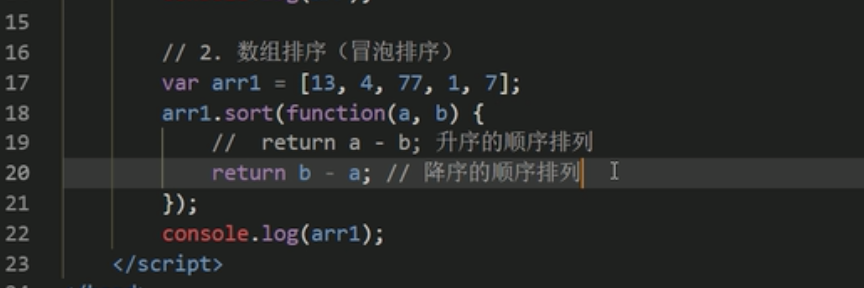 15
16 // 2. 数组排序（冒泡排序）
17 var arr1 = [13, 4, 77, 1, 7];
18 arr1.sort(function(a, b) {
19 //  return a - b; 升序的顺序排列
20 return b - a; // 降序的顺序排列
21 });
22 console.log(arr1);
23 </script>